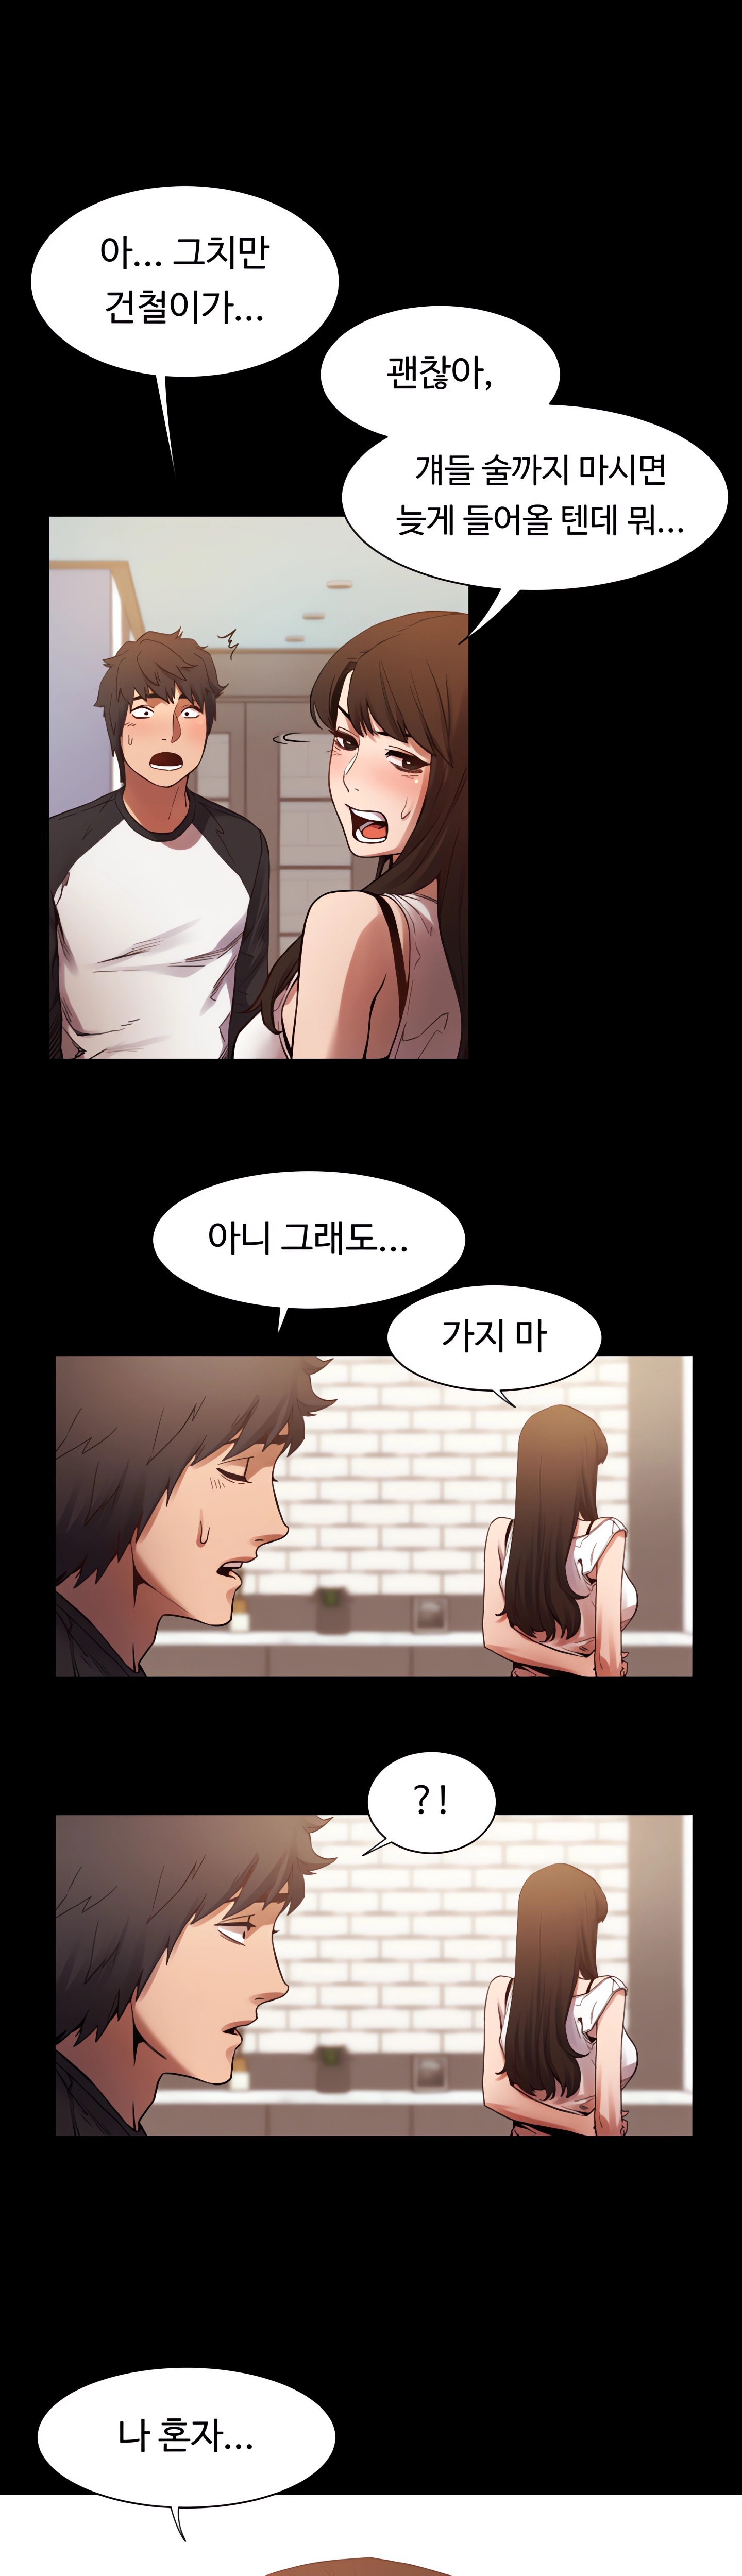 아... 그치만
건철이가...
괜찮아,
걔들 술까지 마시면
늦게 들어올 텐데 뭐...
아니 그래도...
가지 마
?!
나 혼자...